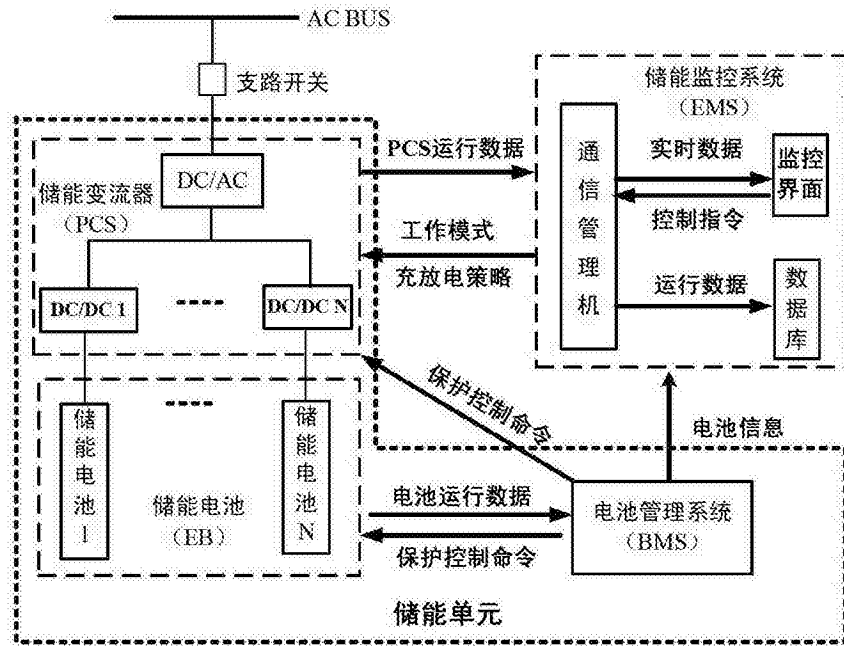 AC BUS
支路开关
储能变流器
（PCS）
DC/AC
DC/DC 1
DC/DC N
储能电池1
储能电池N
储能电池
（EB）
PCS运行数据
工作模式
充放电策略
储能监控系统
（EMS）
通信管理机
实时数据
控制指令
运行数据
监控
界面
数据库
保护控制命令
电池信息
电池运行数据
保护控制命令
电池管理系统
（BMS）
储能单元